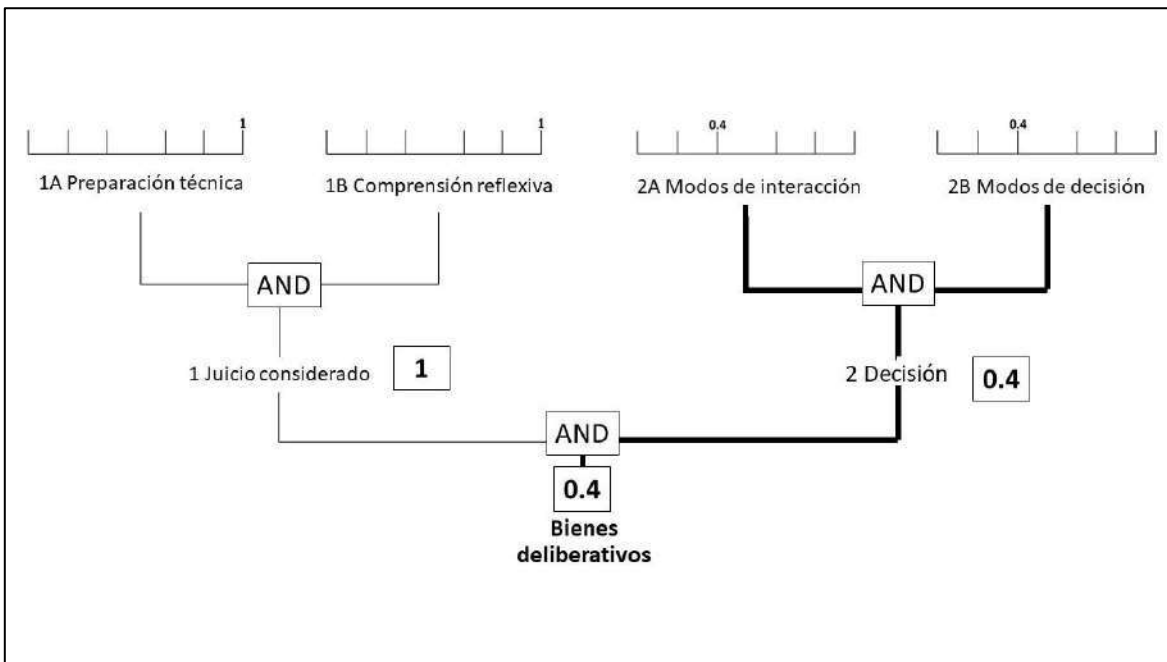 1
1
0.4
0.4
1A Preparación técnica
1B Comprensión reflexiva
2A Modos de interacción
2B Modos de decisión
AND
AND
1 Juicio considerado
1
2 Decisión
0.4
AND
0.4
Bienes
deliberativos